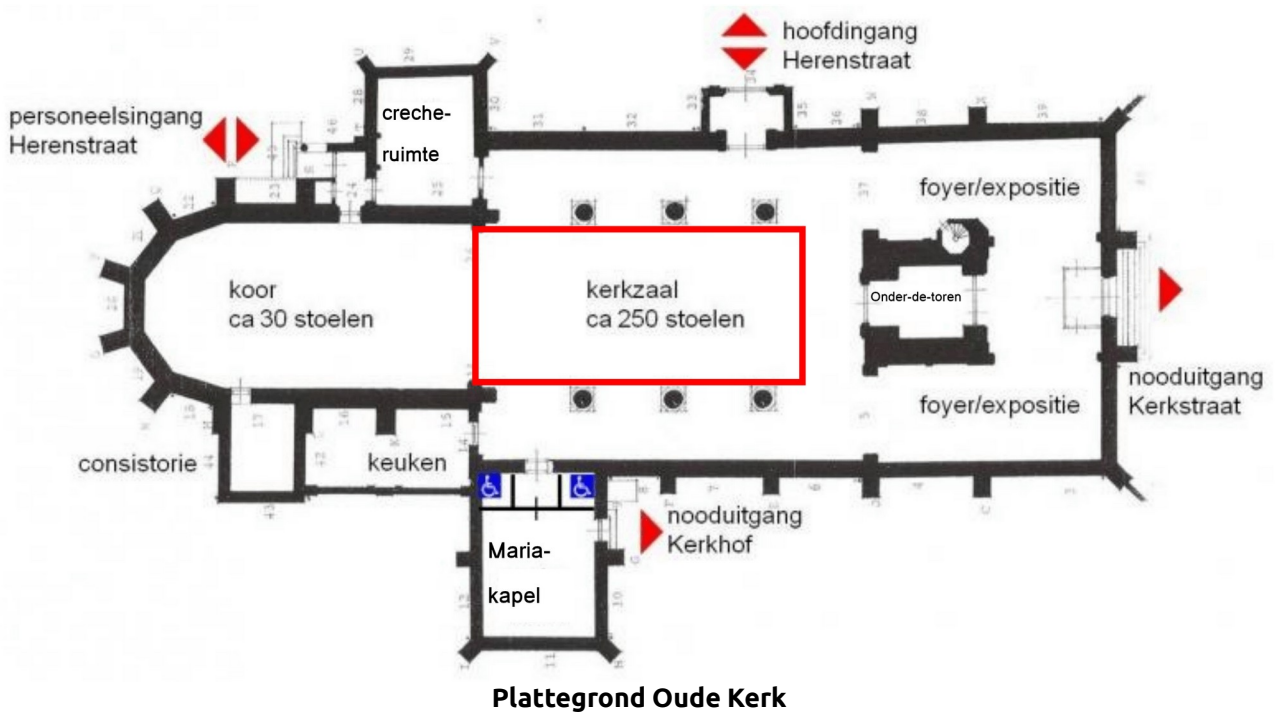 hoofdingang
Herenstraat
personeelsingang
Herenstraat
creche-
ruimte
foyer/expositie
koor
ca 30 stoelen
kerkzaal
ca 250 stoelen
Onder-de-toren
nooduitgang
Kerkstraat
foyer/expositie
consistorie
keuken
nooduitgang
Kerkhof
Maria-
kapel
Plattegrond Oude Kerk